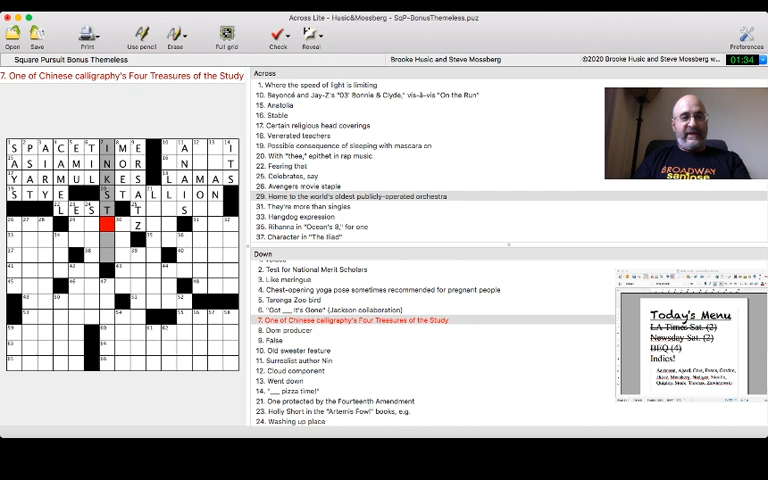 Across Lite - Husic&Mossberg - SqP-BonusThemeless.puz
Open Save Print Use pencil Erase Full grid Check Reveal Preferences
Square Pursuit Bonus Themeless Brooke Husic and Steve Mossberg ©2020 Brooke Husic and Steve Mossberg w... 01:34
7. One of Chinese calligraphy's Four Treasures of the Study
S P A C E T I M E A I
A S I A M I N O R N T
Y A R M U L K E S L A M A S
S T Y E S T A L L I O N
L E S T T S
Z
Across
1. Where the speed of light is limiting
10. Beyoncé and Jay-Z's "03' Bonnie & Clyde," vis-à-vis "On the Run"
15. Anatolia
16. Stable
17. Certain religious head coverings
18. Venerated teachers
19. Possible consequence of sleeping with mascara on
20. With "thee," epithet in rap music
22. Fearing that
25. Celebrates, say
26. Avengers movie staple
29. Home to the world's oldest publicly-operated orchestra
31. They're more than singles
33. Hangdog expression
35. Rihanna in "Ocean's 8," for one
37. Character in "The Iliad"
BROADWAY
san jose
Down
2. Test for National Merit Scholars
3. Like meringue
4. Chest-opening yoga pose sometimes recommended for pregnant people
5. Taronga Zoo bird
6. "Got ___ It's Gone" (Jackson collaboration)
7. One of Chinese calligraphy's Four Treasures of the Study
8. Dom producer
9. False
10. Old sweater feature
11. Surrealist author Nin
12. Cloud component
13. Went down
14. "___ pizza time!"
21. One protected by the Fourteenth Amendment
23. Holly Short in the "Artemis Fowl" books, e.g.
24. Washing up place
Today's Menu
LA Times Sat. (2)
Newsday Sat. (2)
BEQ (4)
Indies!